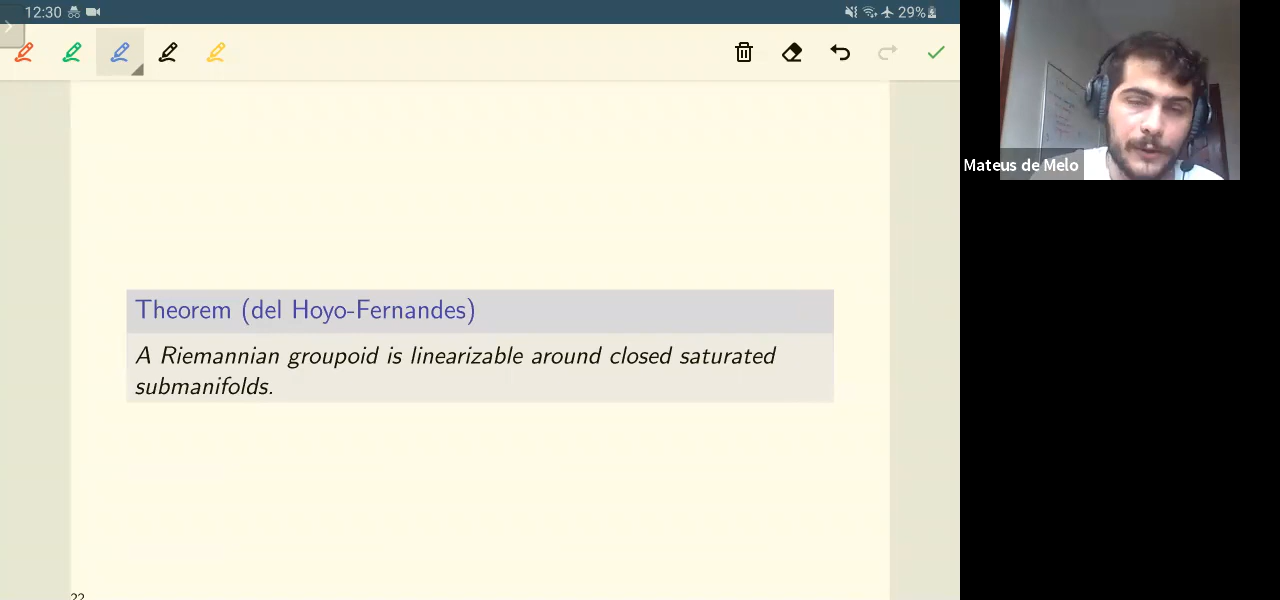 12:30
29%
Mateus de Melo
Theorem (del Hoyo-Fernandes)
A Riemannian groupoid is linearizable around closed saturated
submanifolds.
22